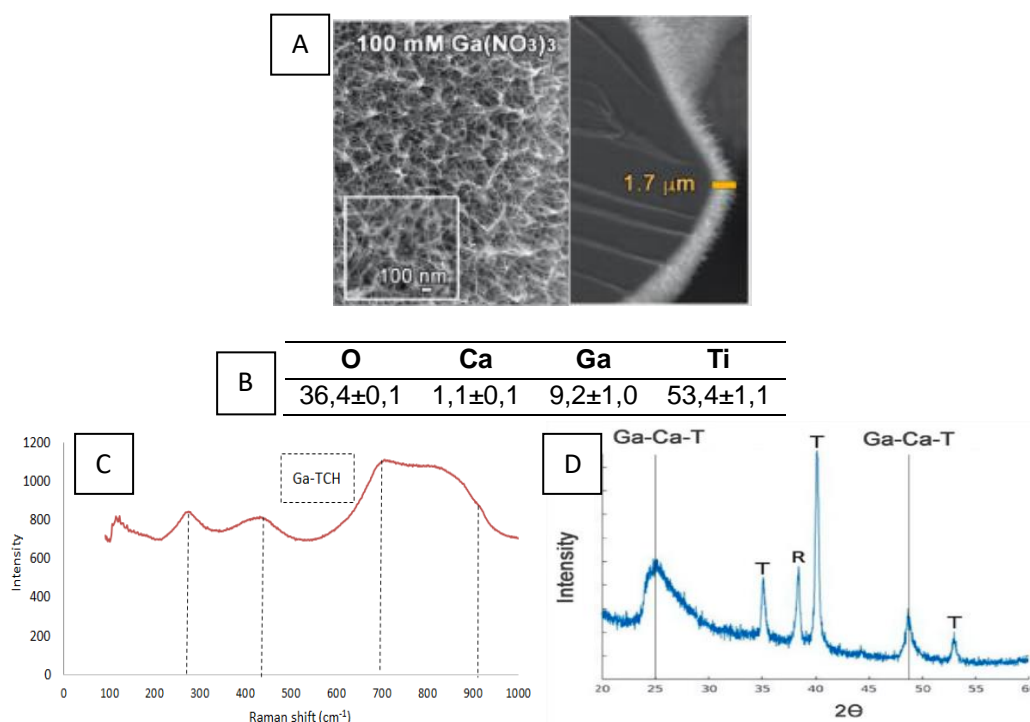 A
100 mM Ga(NO3)3
100 nm
1.7 μm
B
O Ca Ga Ti
36,4±0,1 1,1±0,1 9,2±1,0 53,4±1,1
C
Ga-TCH
Intensity
1200
1000
800
600
400
200
0
0 100 200 300 400 500 600 700 800 900 1000
Raman shift (cm-1)
D
Ga-Ca-T T Ga-Ca-T
T R T
Intensity
20 25 30 35 40 45 50 55 60
2Θ